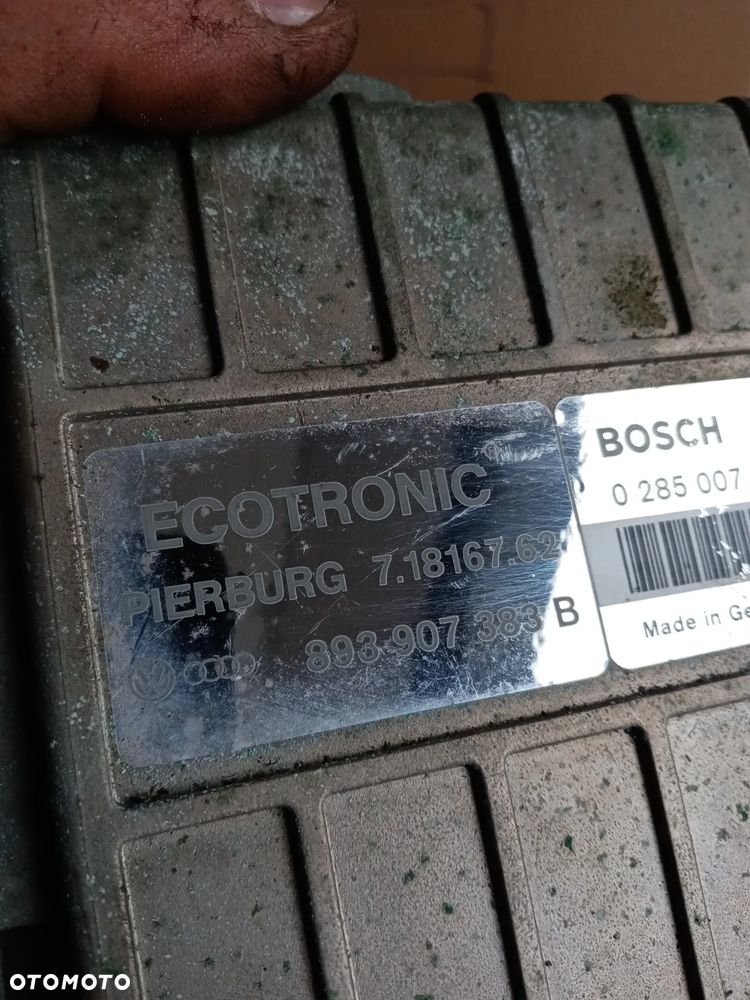 ECOTRONIC
PIERBURG 7.18167.62
893 907 383 B
BOSCH
0 285 007
Made in Ge
OTOMOTO